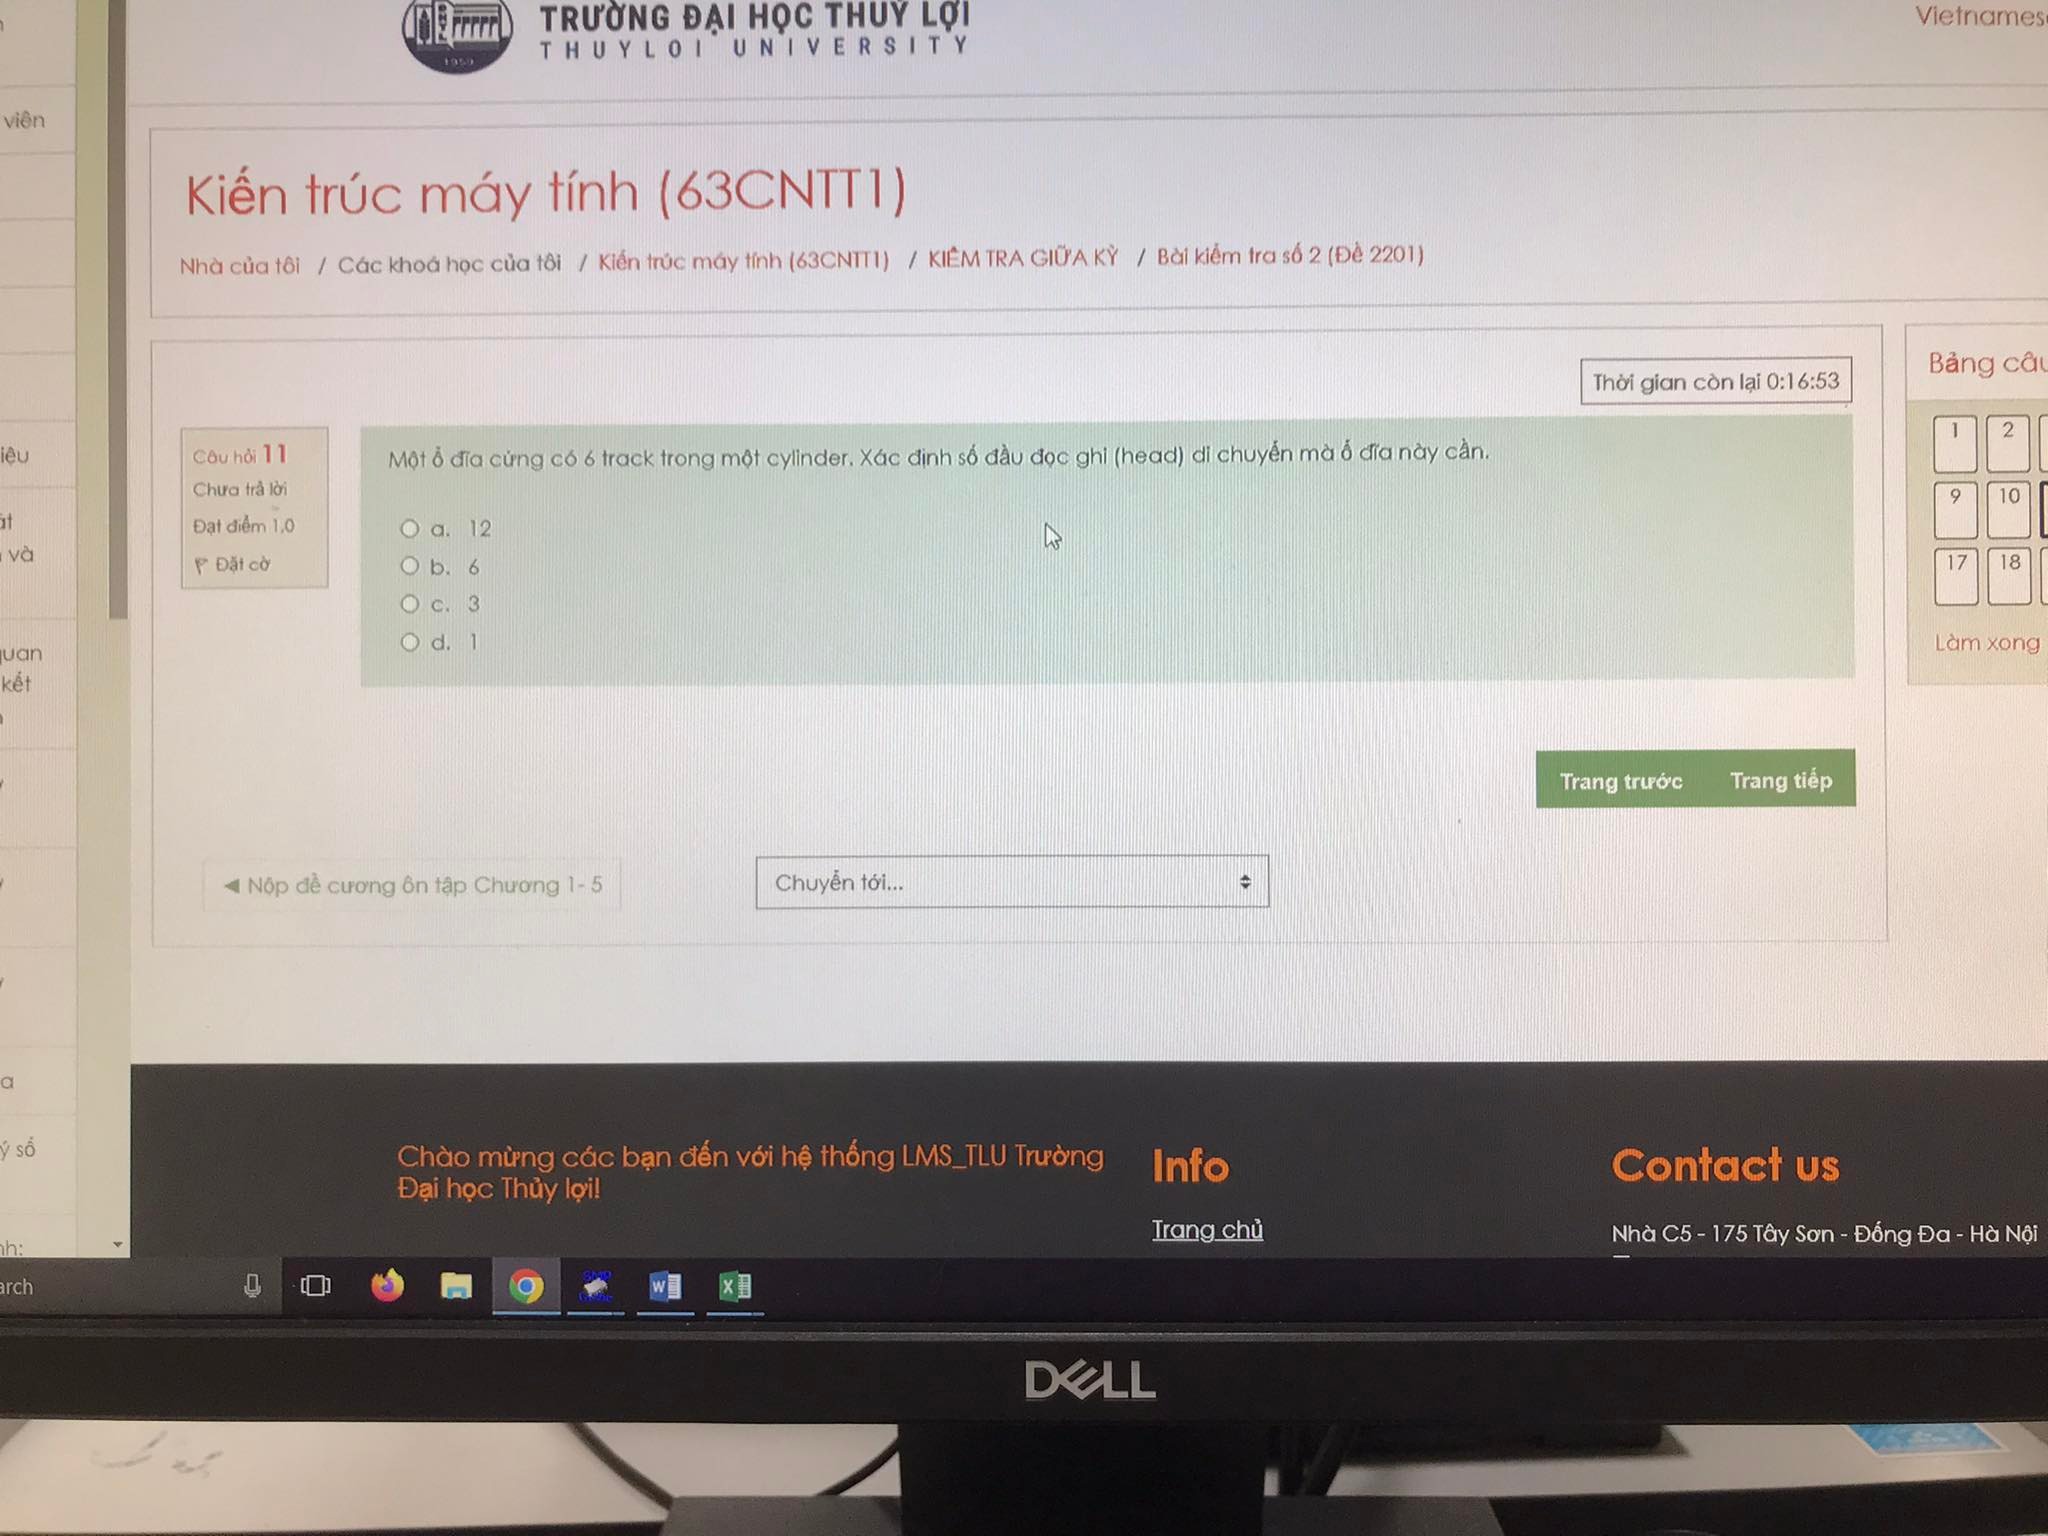 TRƯỜNG ĐẠI HỌC THUỶ LỢI
THUYLOI UNIVERSITY
1959
viên
Kiến trúc máy tính (63CNTT1)
Nhà của tôi / Các khoá học của tôi / Kiến trúc máy tính (63CNTT1) / KIỂM TRA GIỮA KỲ / Bài kiểm tra số 2 (Đề 2201)
Thời gian còn lại 0:16:53
Câu hỏi 11
Chưa trả lời
Đạt điểm 1,0
Đặt cờ
Một ổ đĩa cứng có 6 track trong một cylinder. Xác định số đầu đọc ghi (head) di chuyển mà ổ đĩa này cần.
a. 12
b. 6
c. 3
d. 1
Bảng
1 2
9 10
17 18
Làm xong
và
kết
Trang trước Trang tiếp
◄ Nộp đề cương ôn tập Chương 1- 5
Chuyển tới...
số
Chào mừng các bạn đến với hệ thống LMS_TLU Trường
Đại học Thủy lợi!
Info
Trang chủ
Contact us
Nhà C5 - 175 Tây Sơn - Đống Đa - Hà Nội
DELL